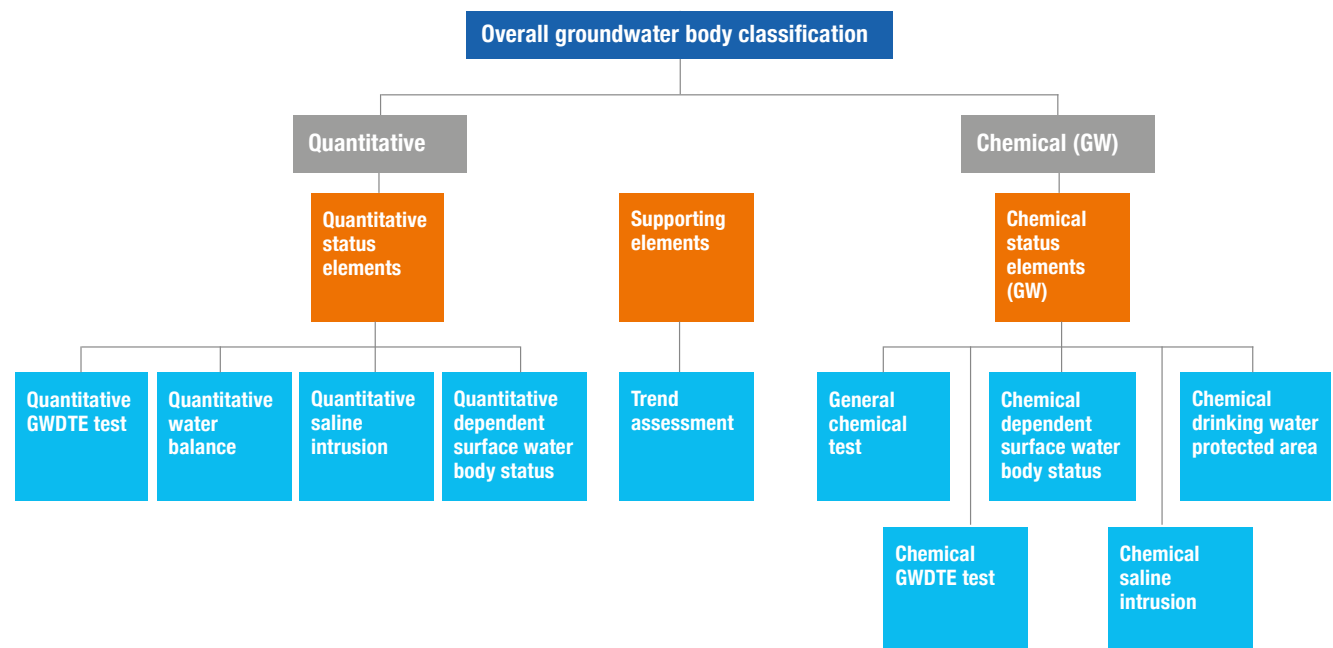 Overall groundwater body classification
Quantitative
Chemical (GW)
Quantitative
status
elements
Supporting
elements
Chemical
status
elements
(GW)
Quantitative
GWDTE test
Quantitative
water
balance
Quantitative
saline
intrusion
Quantitative
dependent
surface water
body status
Trend
assessment
General
chemical
test
Chemical
dependent
surface water
body status
Chemical
drinking water
protected area
Chemical
GWDTE test
Chemical
saline
intrusion